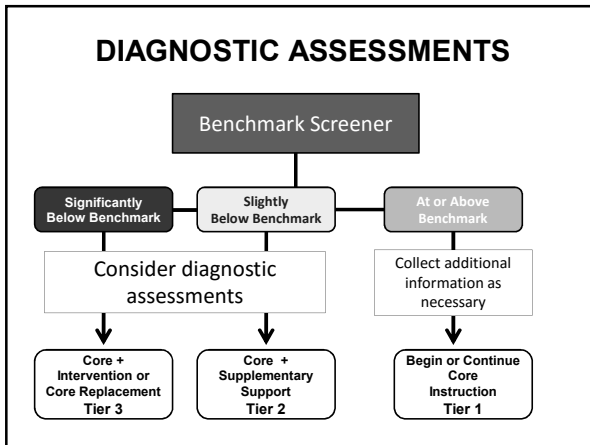 DIAGNOSTIC ASSESSMENTS
Benchmark Screener
Significantly
Below Benchmark
Slightly
Below Benchmark
At or Above
Benchmark
Consider diagnostic
assessments
Collect additional
information as
necessary
Core +
Intervention or
Core Replacement
Tier 3
Core +
Supplementary
Support
Tier 2
Begin or Continue
Core
Instruction
Tier 1